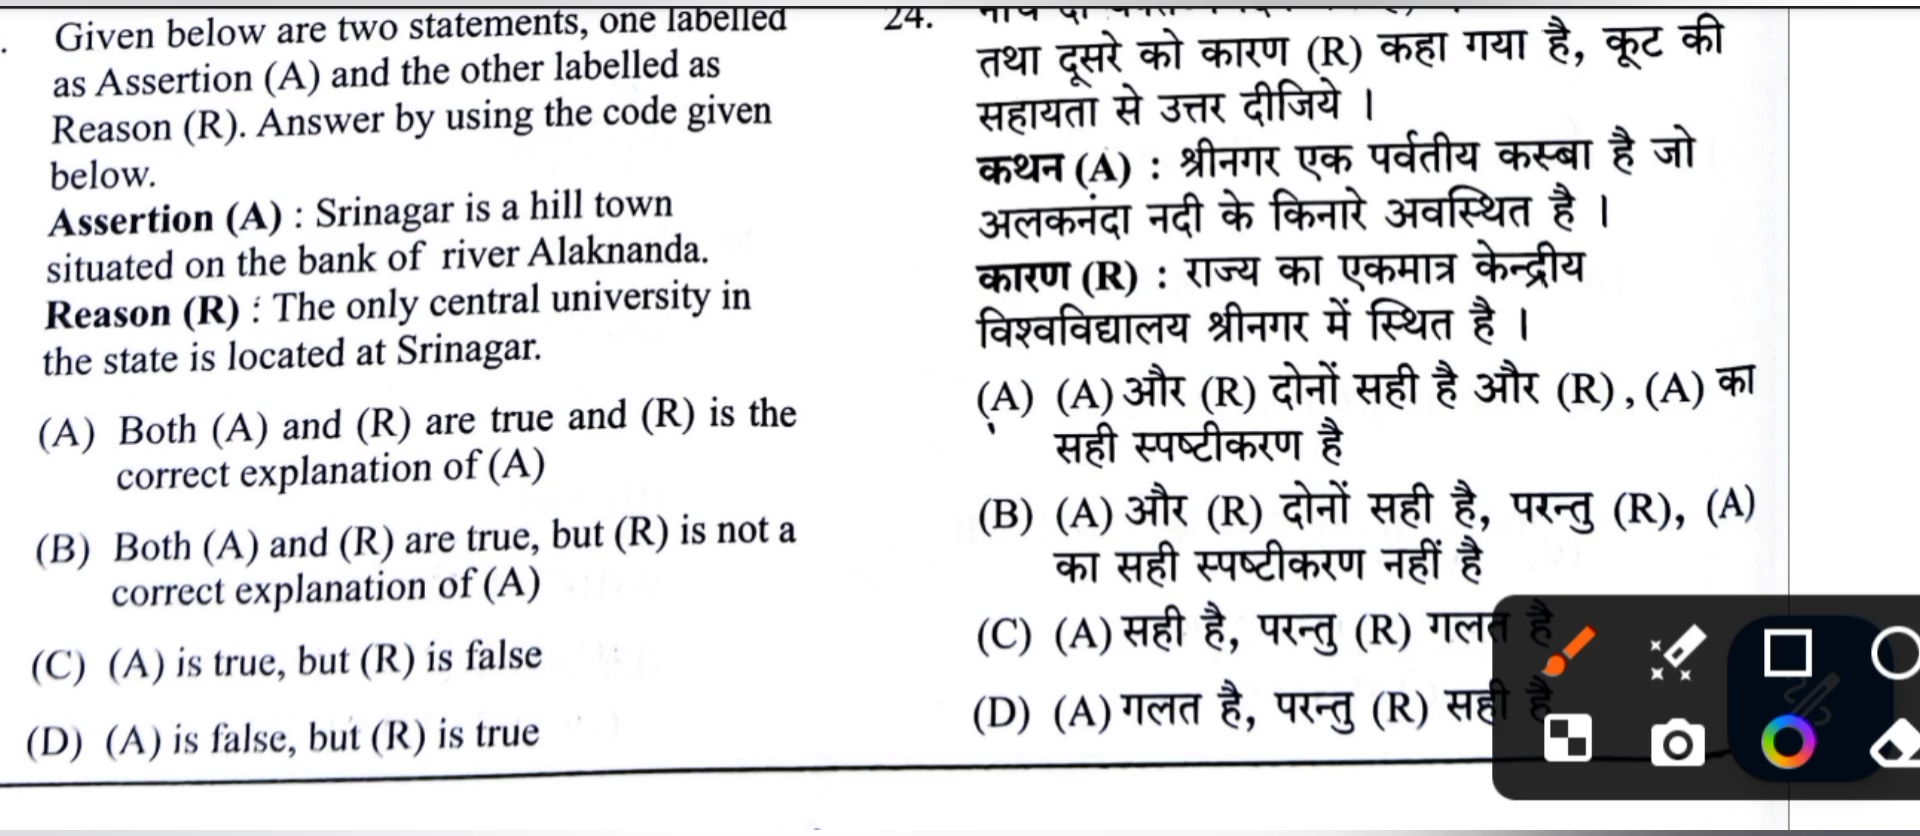 Given below are two statements, one labelled
as Assertion (A) and the other labelled as
Reason (R). Answer by using the code given
below.
Assertion (A) : Srinagar is a hill town
situated on the bank of river Alaknanda.
Reason (R) : The only central university in
the state is located at Srinagar.
(A) Both (A) and (R) are true and (R) is the
correct explanation of (A)
(B) Both (A) and (R) are true, but (R) is not a
correct explanation of (A)
(C) (A) is true, but (R) is false
(D) (A) is false, but (R) is true
24.
तथा दूसरे को कारण (R) कहा गया है, कूट की
सहायता से उत्तर दीजिये ।
कथन (A) : श्रीनगर एक पर्वतीय कस्बा है जो
अलकनंदा नदी के किनारे अवस्थित है ।
कारण (R) : राज्य का एकमात्र केन्द्रीय
विश्वविद्यालय श्रीनगर में स्थित है ।
(A) (A) और (R) दोनों सही है और (R) , (A) का
सही स्पष्टीकरण है
(B) (A) और (R) दोनों सही है, परन्तु (R), (A)
का सही स्पष्टीकरण नहीं है
(C) (A) सही है, परन्तु (R) गलत है
(D) (A) गलत है, परन्तु (R) सही है